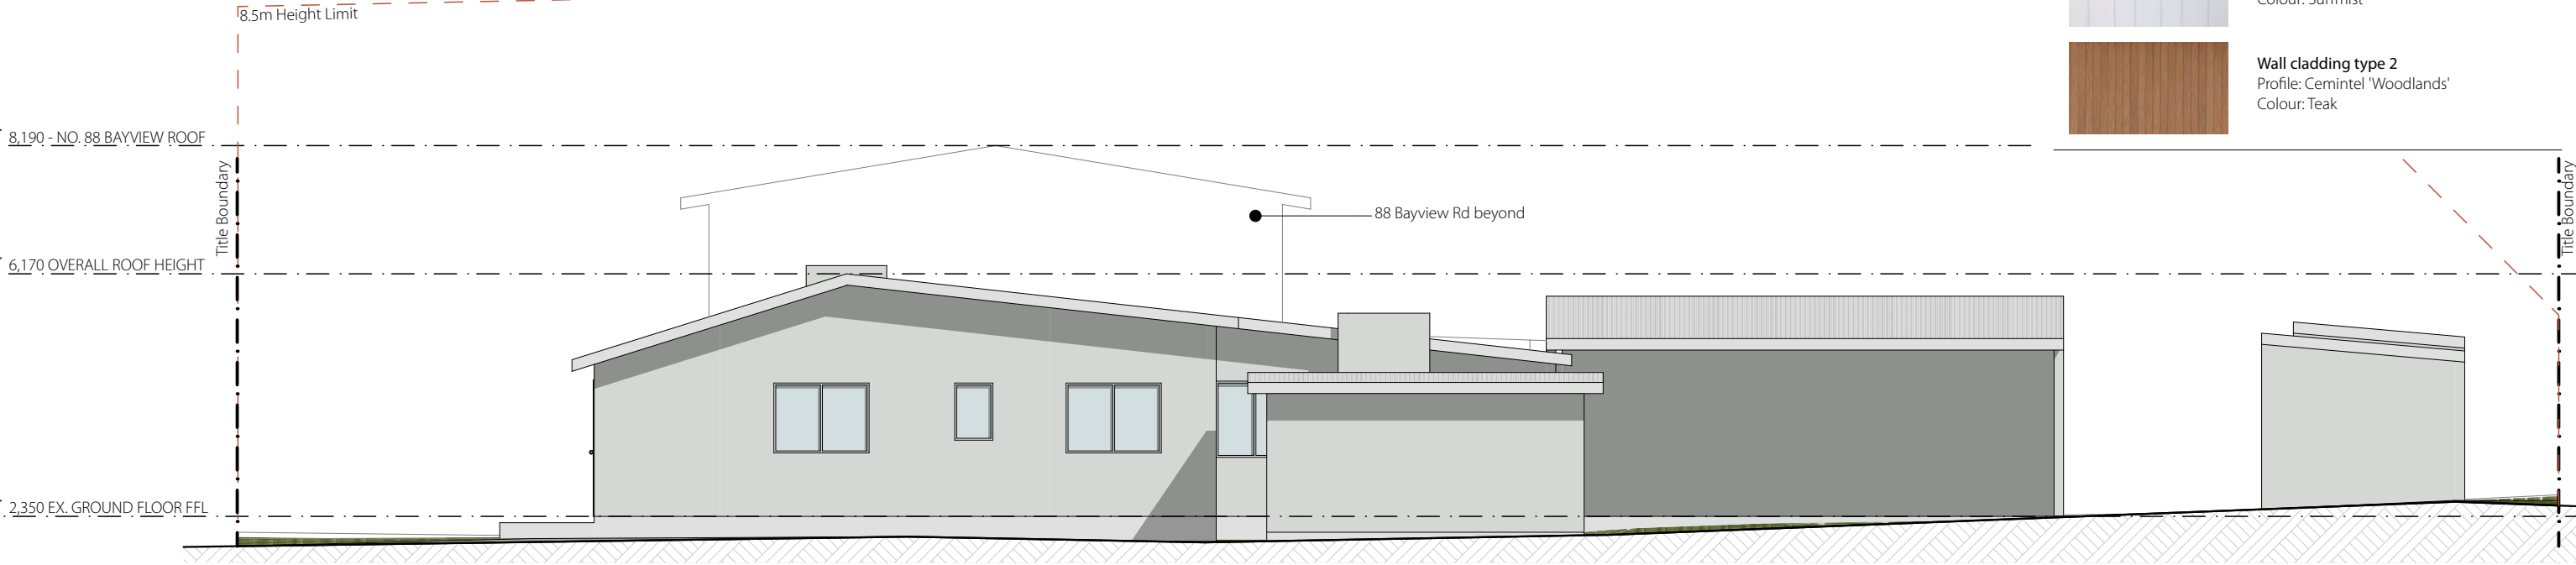 8.5m Height Limit
Wall cladding type 2
Profile: Cemintel 'Woodlands'
Colour: Teak
8,190 - NO. 88 BAYVIEW ROOF
Title Boundary
Title Boundary
88 Bayview Rd beyond
6,170 OVERALL ROOF HEIGHT
2,350 EX. GROUND FLOOR FFL